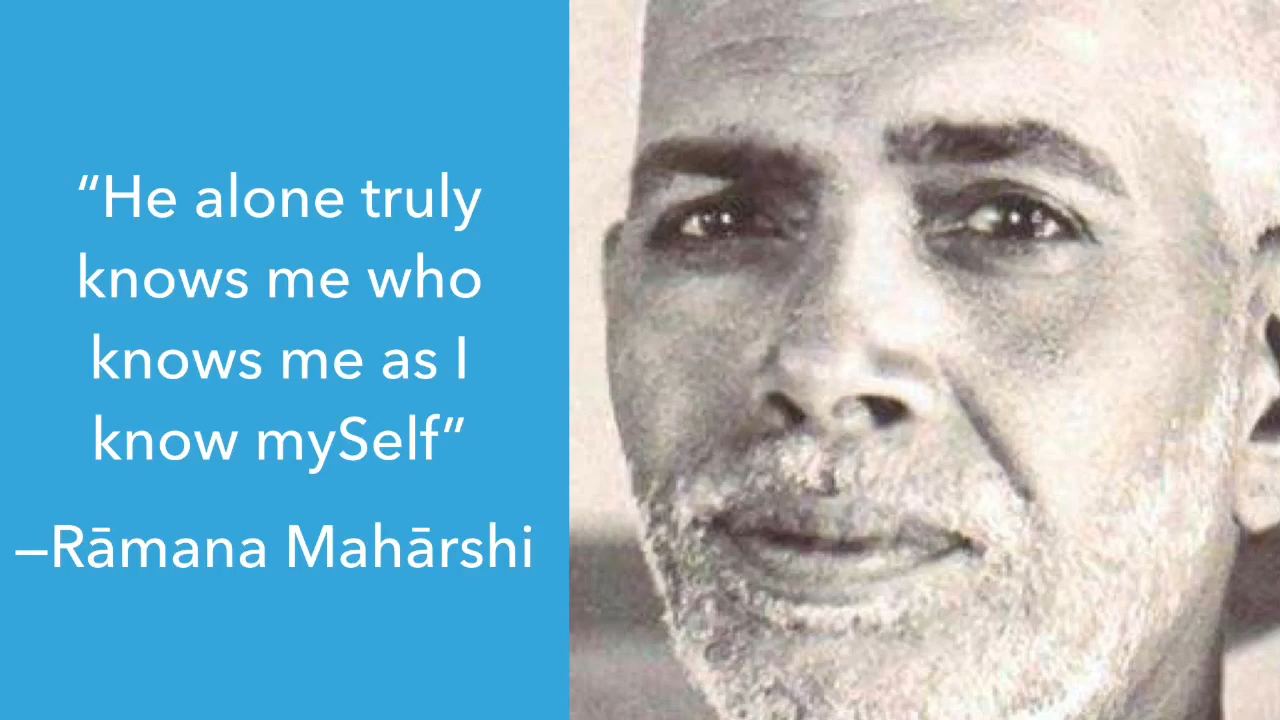 “He alone truly
knows me who
knows me as I
know mySelf”
–Rāmana Mahārshi